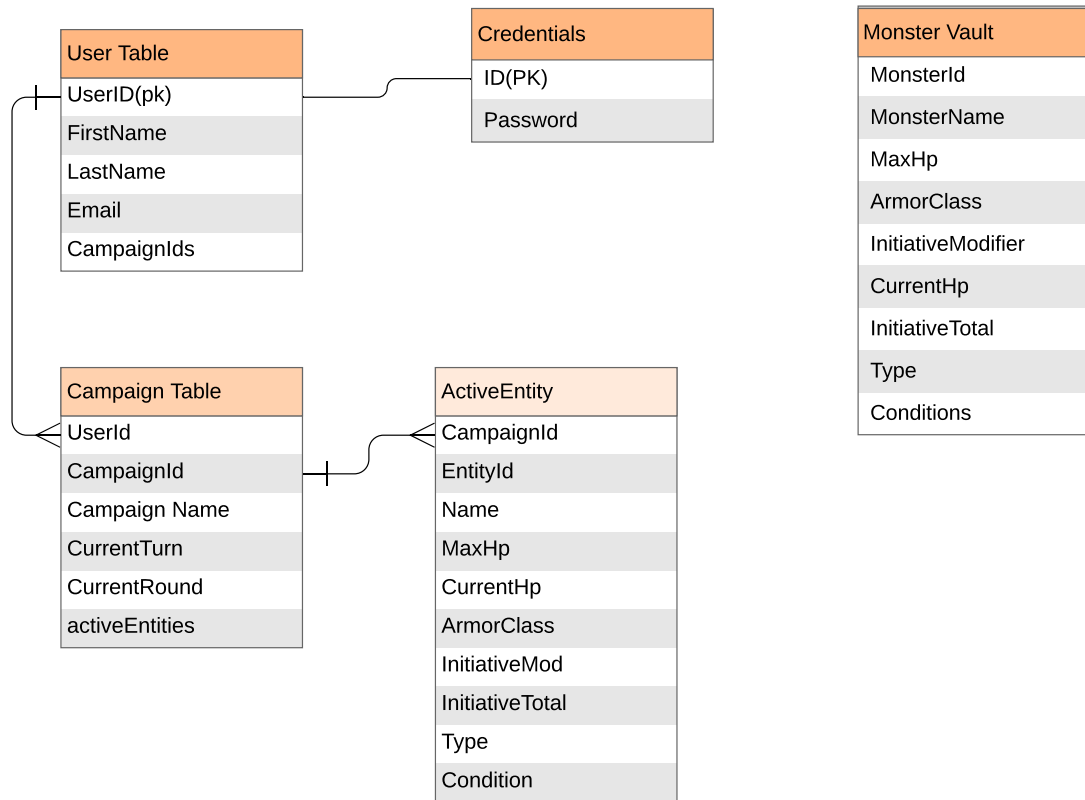 User Table
UserID(pk)
FirstName
LastName
Email
CampaignIds
Credentials
ID(PK)
Password
Monster Vault
MonsterId
MonsterName
MaxHp
ArmorClass
InitiativeModifier
CurrentHp
InitiativeTotal
Type
Conditions
Campaign Table
UserId
CampaignId
Campaign Name
CurrentTurn
CurrentRound
activeEntities
ActiveEntity
CampaignId
EntityId
Name
MaxHp
CurrentHp
ArmorClass
InitiativeMod
InitiativeTotal
Type
Condition